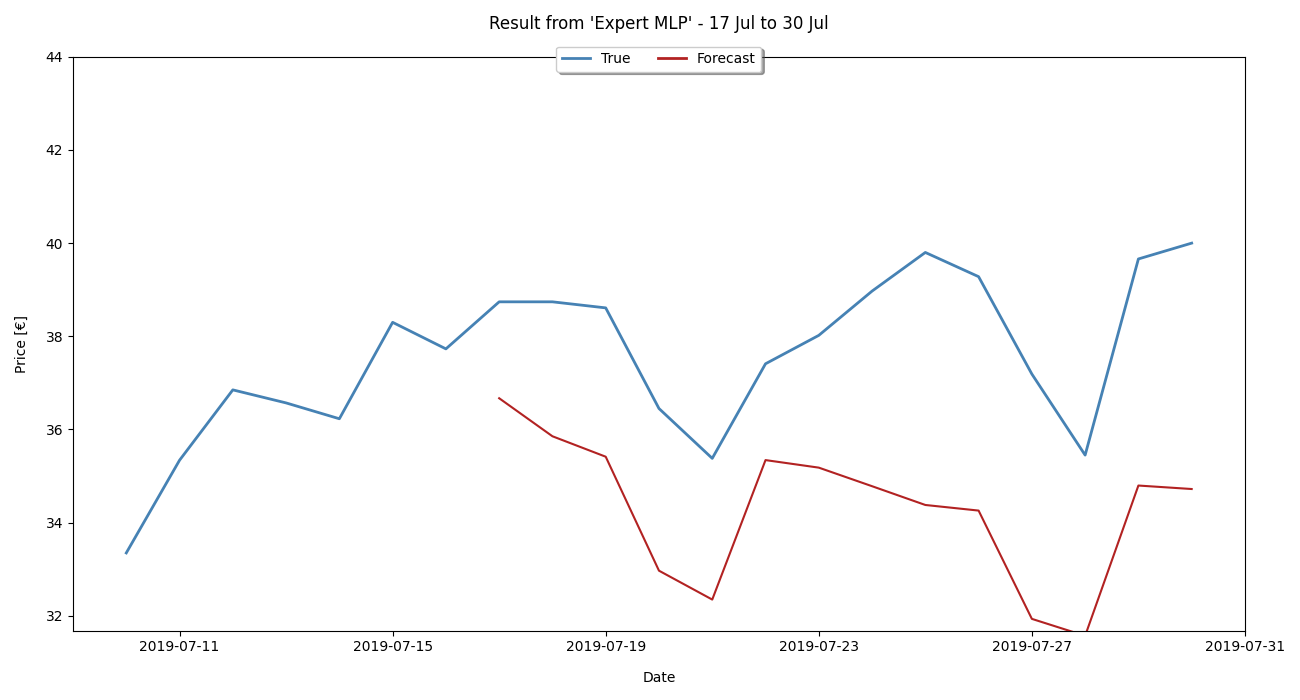 Result from 'Expert MLP' - 17 Jul to 30 Jul
True Forecast
44
42
40
38
36
34
32
Price [€]
2019-07-11 2019-07-15 2019-07-19 2019-07-23 2019-07-27 2019-07-31
Date